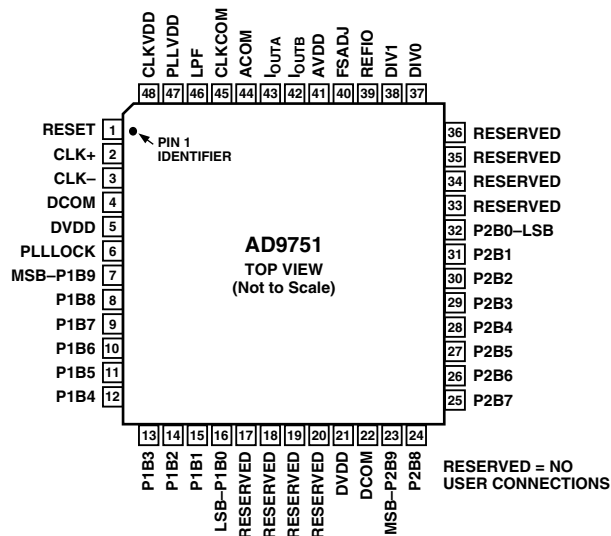 CLKVDD
PLLVDD
LPF
CLKCOM
ACOM
IOUTA
IOUTB
AVDD
FSADJ
REFIO
DIV1
DIV0
48 47 46 45 44 43 42 41 40 39 38 37
RESET 1
CLK+ 2
CLK– 3
DCOM 4
DVDD 5
PLLLOCK 6
MSB–P1B9 7
P1B8 8
P1B7 9
P1B6 10
P1B5 11
P1B4 12
PIN 1
IDENTIFIER
AD9751
TOP VIEW
(Not to Scale)
36 RESERVED
35 RESERVED
34 RESERVED
33 RESERVED
32 P2B0–LSB
31 P2B1
30 P2B2
29 P2B3
28 P2B4
27 P2B5
26 P2B6
25 P2B7
13 14 15 16 17 18 19 20 21 22 23 24
P1B3
P1B2
P1B1
LSB–P1B0
RESERVED
RESERVED
RESERVED
RESERVED
DVDD
DCOM
MSB–P2B9
P2B8
RESERVED = NO
USER CONNECTIONS